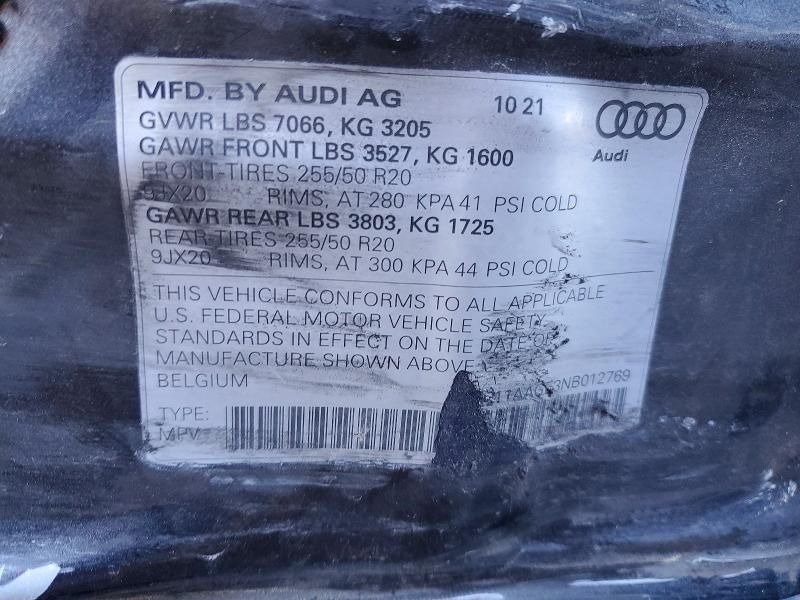 MFD. BY AUDI AG 10 21
GVWR LBS 7066, KG 3205
GAWR FRONT LBS 3527, KG 1600
Audi
FRONT-TIRES 255/50 R20
9JX20 RIMS, AT 280 KPA 41 PSI COLD
GAWR REAR LBS 3803, KG 1725
REAR-TIRES 255/50 R20
9JX20 RIMS, AT 300 KPA 44 PSI COLD
THIS VEHICLE CONFORMS TO ALL APPLICABLE
U.S. FEDERAL MOTOR VEHICLE SAFETY
STANDARDS IN EFFECT ON THE DATE OF
MANUFACTURE SHOWN ABOVE
BELGIUM
TYPE:
MPV